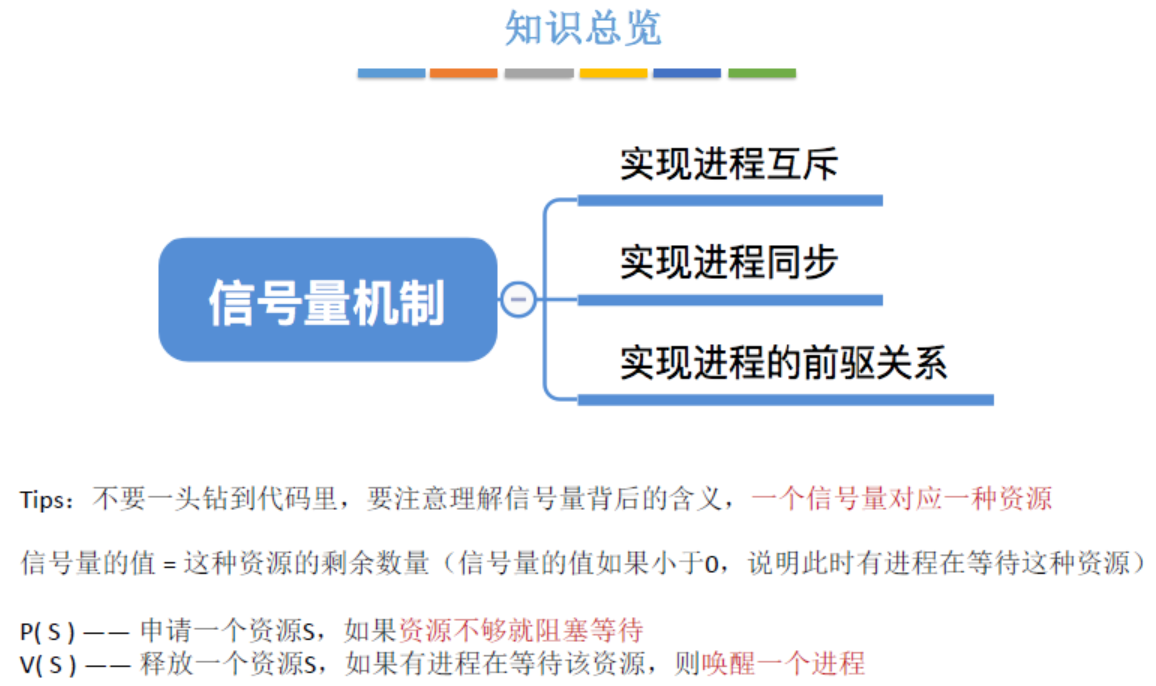 知识总览
实现进程互斥
实现进程同步
信号量机制
实现进程的前驱关系
Tips：不要一头钻到代码里，要注意理解信号量背后的含义，一个信号量对应一种资源
信号量的值 = 这种资源的剩余数量（信号量的值如果小于0，说明此时有进程在等待这种资源）
P( S ) —— 申请一个资源S，如果资源不够就阻塞等待
V( S ) —— 释放一个资源S，如果有进程在等待该资源，则唤醒一个进程